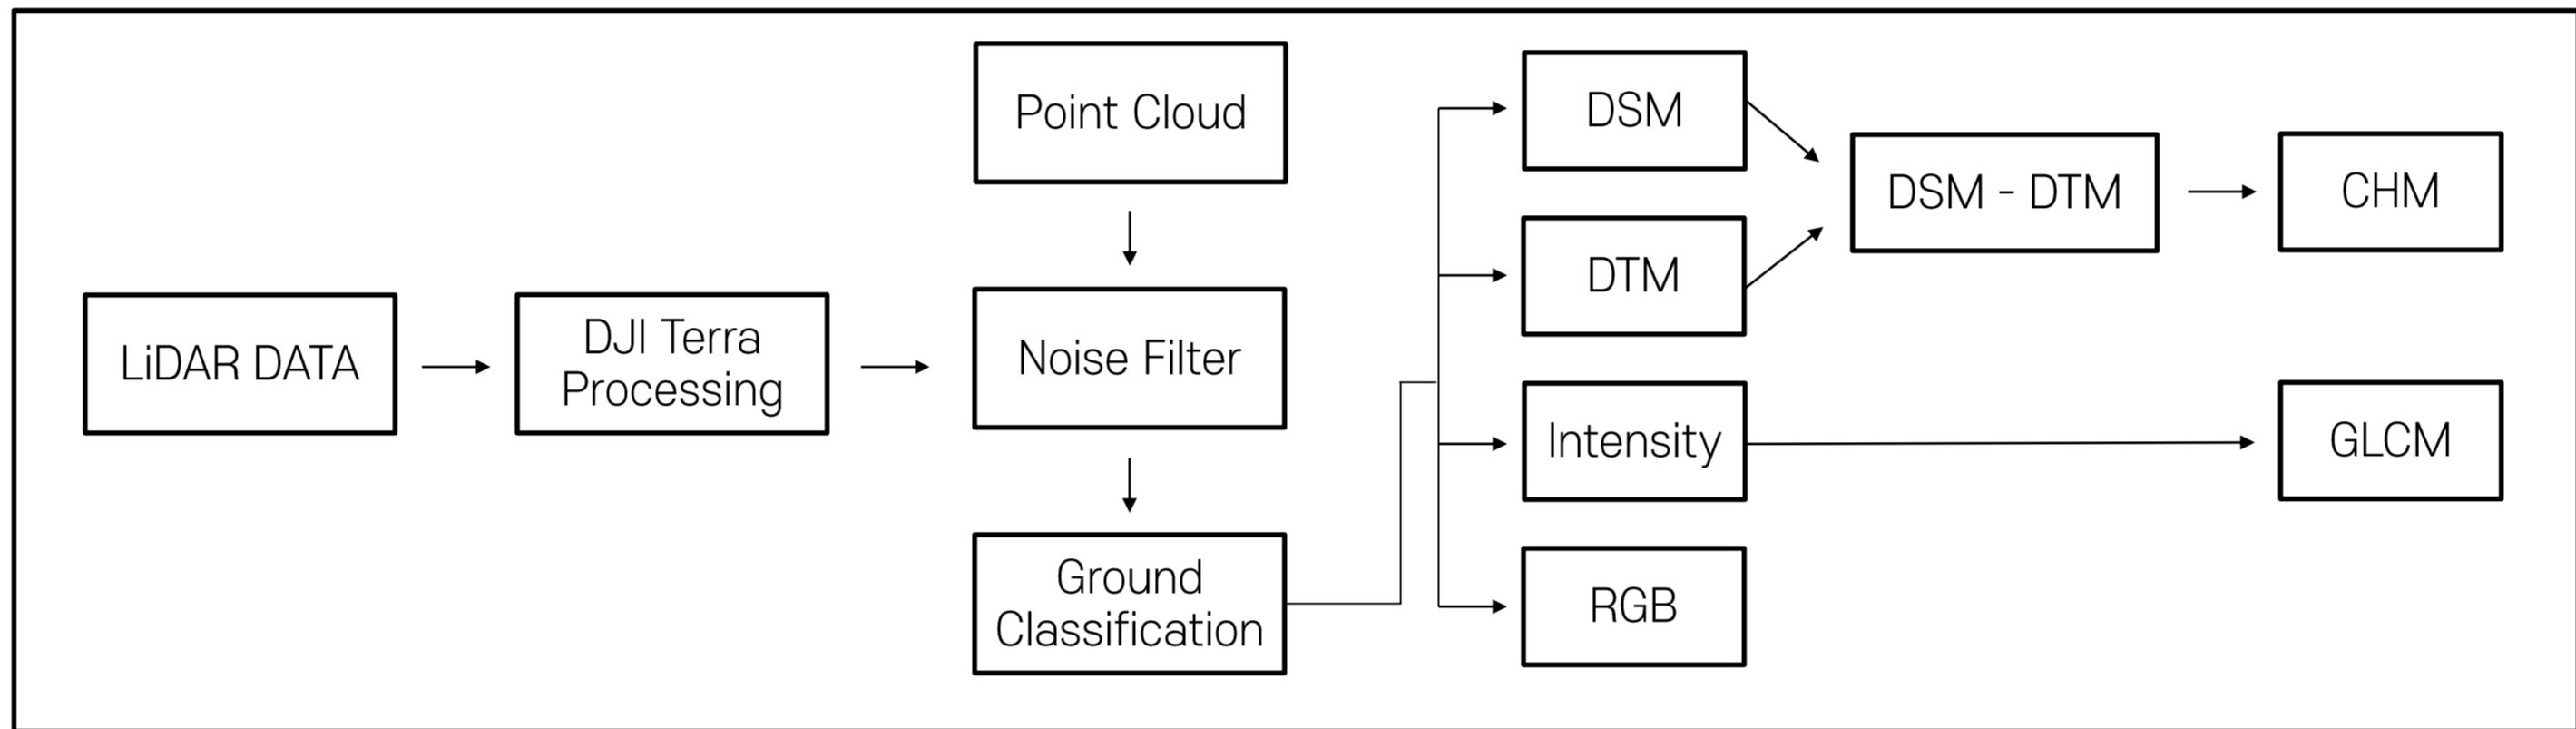 LiDAR DATA
DJI Terra
Processing
Point Cloud
Noise Filter
Ground
Classification
DSM
DTM
Intensity
RGB
DSM - DTM
CHM
GLCM